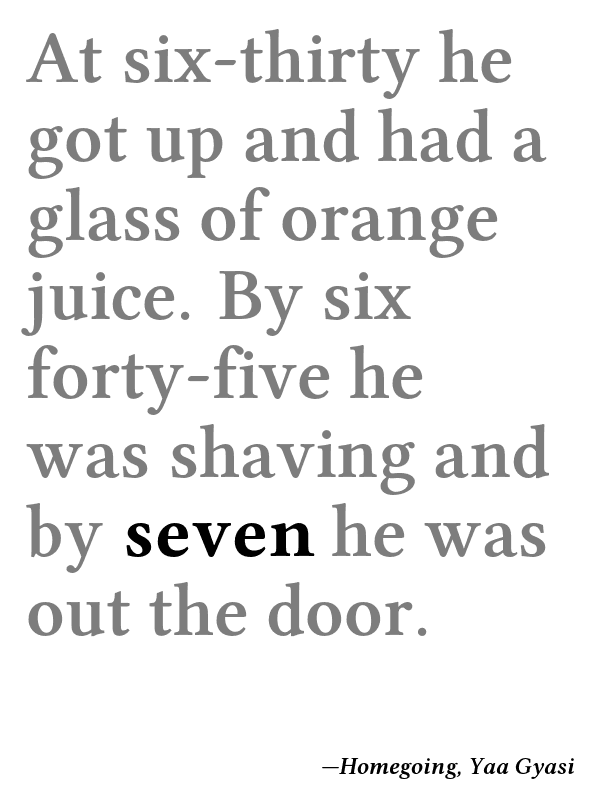 At six-thirty he
got up and had a
glass of orange
juice. By six
forty-five he
was shaving and
by seven he was
out the door.
—Homegoing, Yaa Gyasi